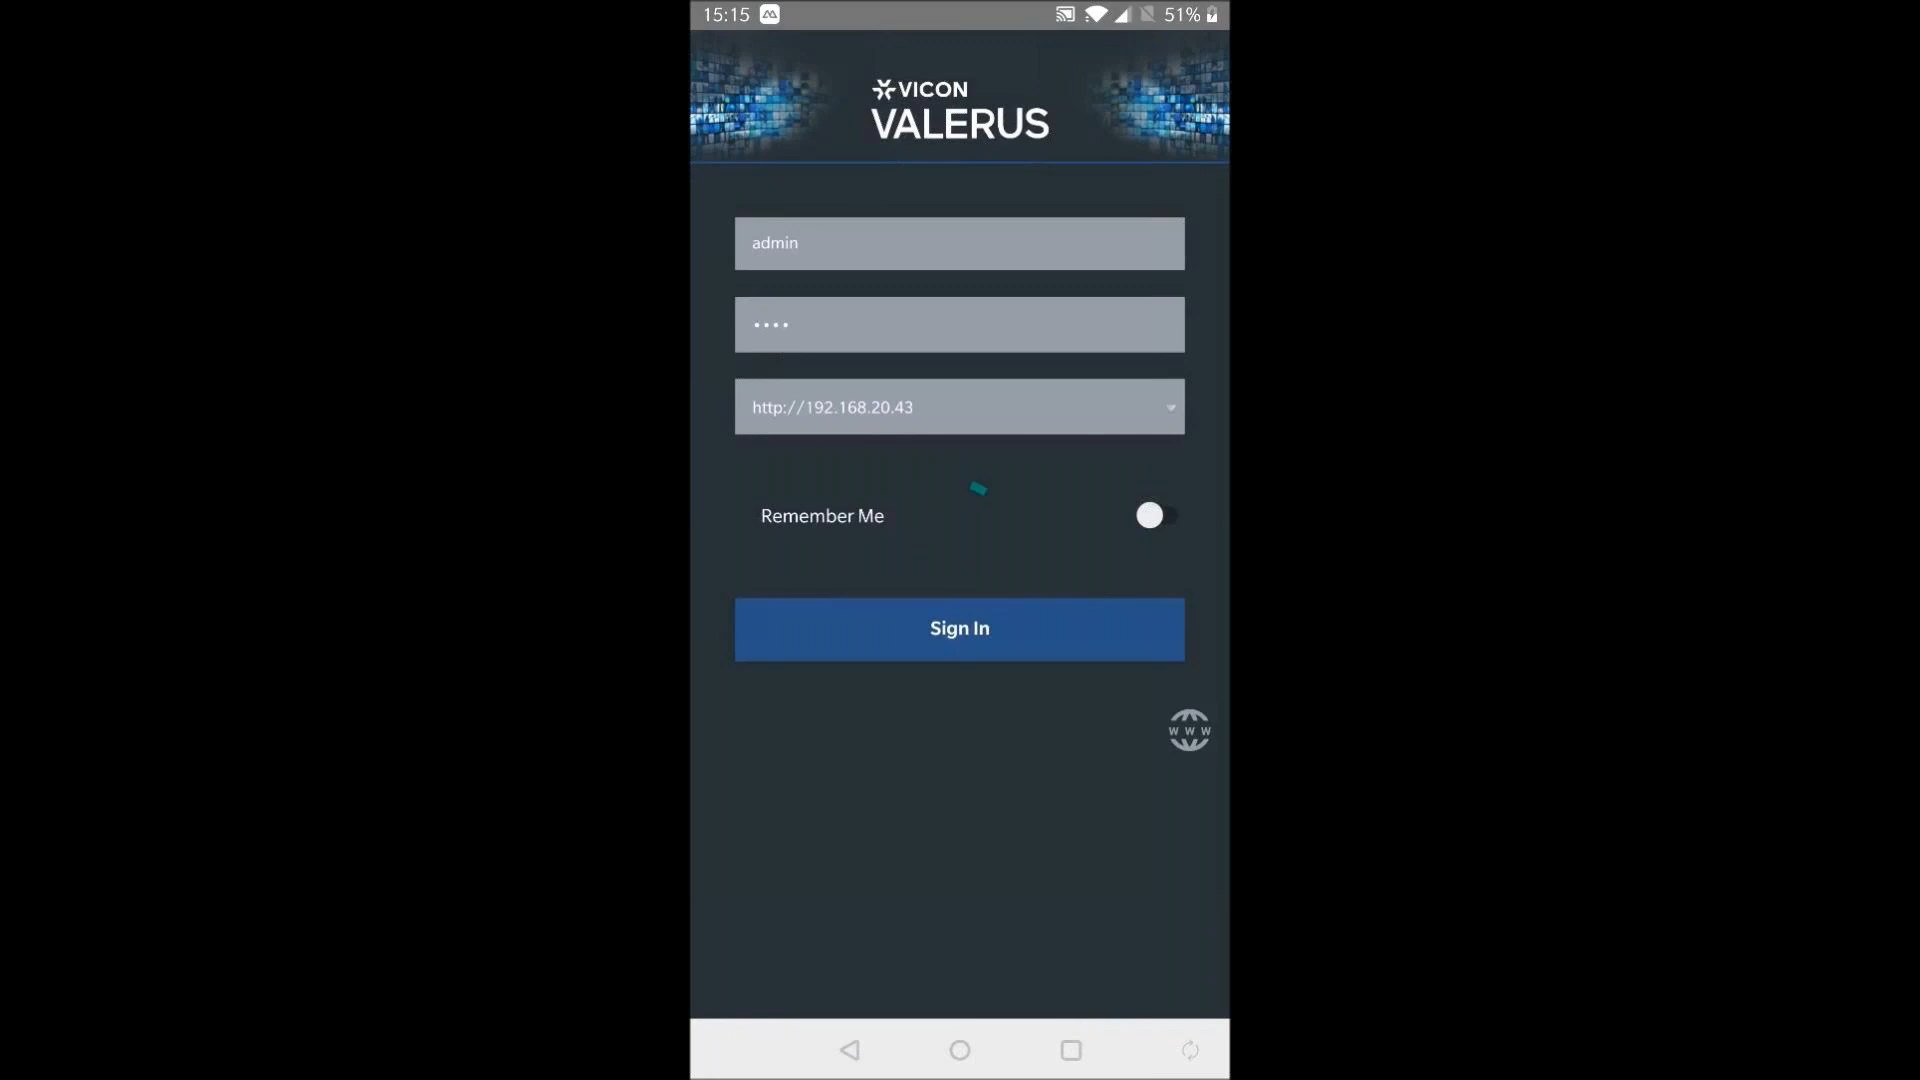 15:15 51%
VICON
VALERUS
admin
••••
http://192.168.20.43
Remember Me
Sign In
W W W